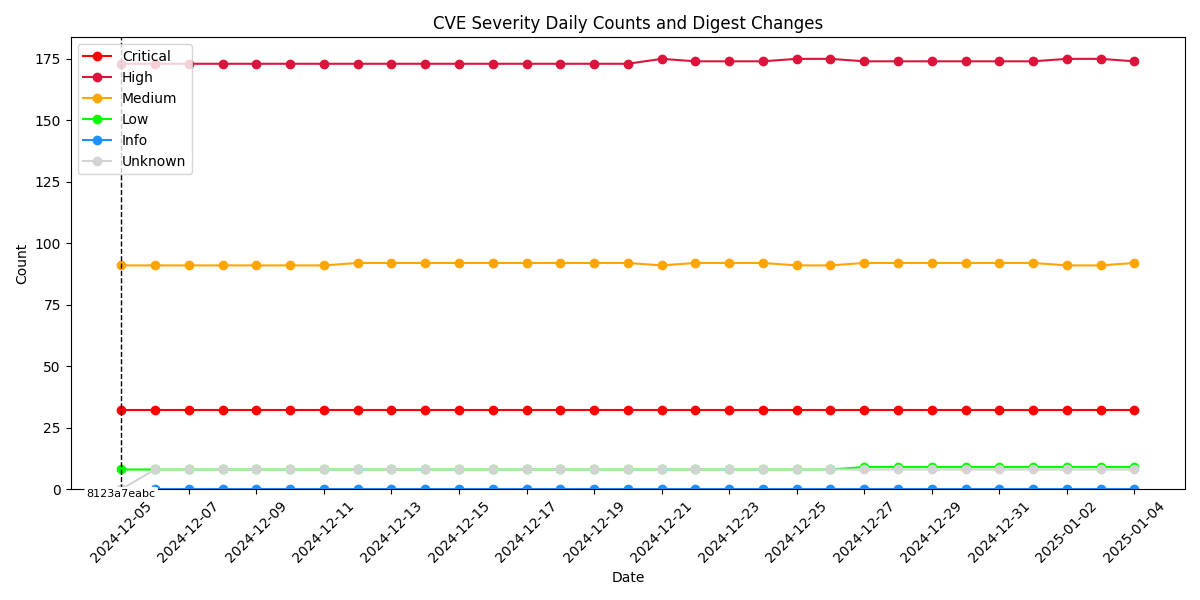 CVE Severity Daily Counts and Digest Changes
Critical
High
Medium
Low
Info
Unknown
175
150
125
100
75
50
25
0
Count
8123a7eabc
2024-12-05
2024-12-07
2024-12-09
2024-12-11
2024-12-13
2024-12-15
2024-12-17
2024-12-19
2024-12-21
2024-12-23
2024-12-25
2024-12-27
2024-12-29
2024-12-31
2025-01-02
2025-01-04
Date